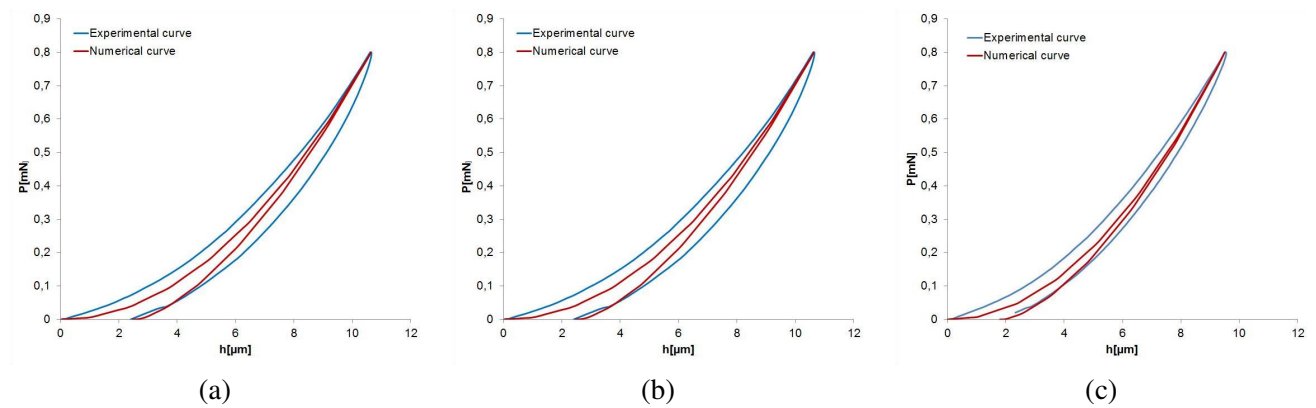 0,9
0,8
0,7
0,6
0,5
0,4
0,3
0,2
0,1
0
P[mN]
Experimental curve
Numerical curve
0 2 4 6 8 10 12
h[µm]
(a)
0,9
0,8
0,7
0,6
0,5
0,4
0,3
0,2
0,1
0
P[mN]
Experimental curve
Numerical curve
0 2 4 6 8 10 12
h[µm]
(b)
0,9
0,8
0,7
0,6
0,5
0,4
0,3
0,2
0,1
0
P[mN]
Experimental curve
Numerical curve
0 2 4 6 8 10 12
h[µm]
(c)